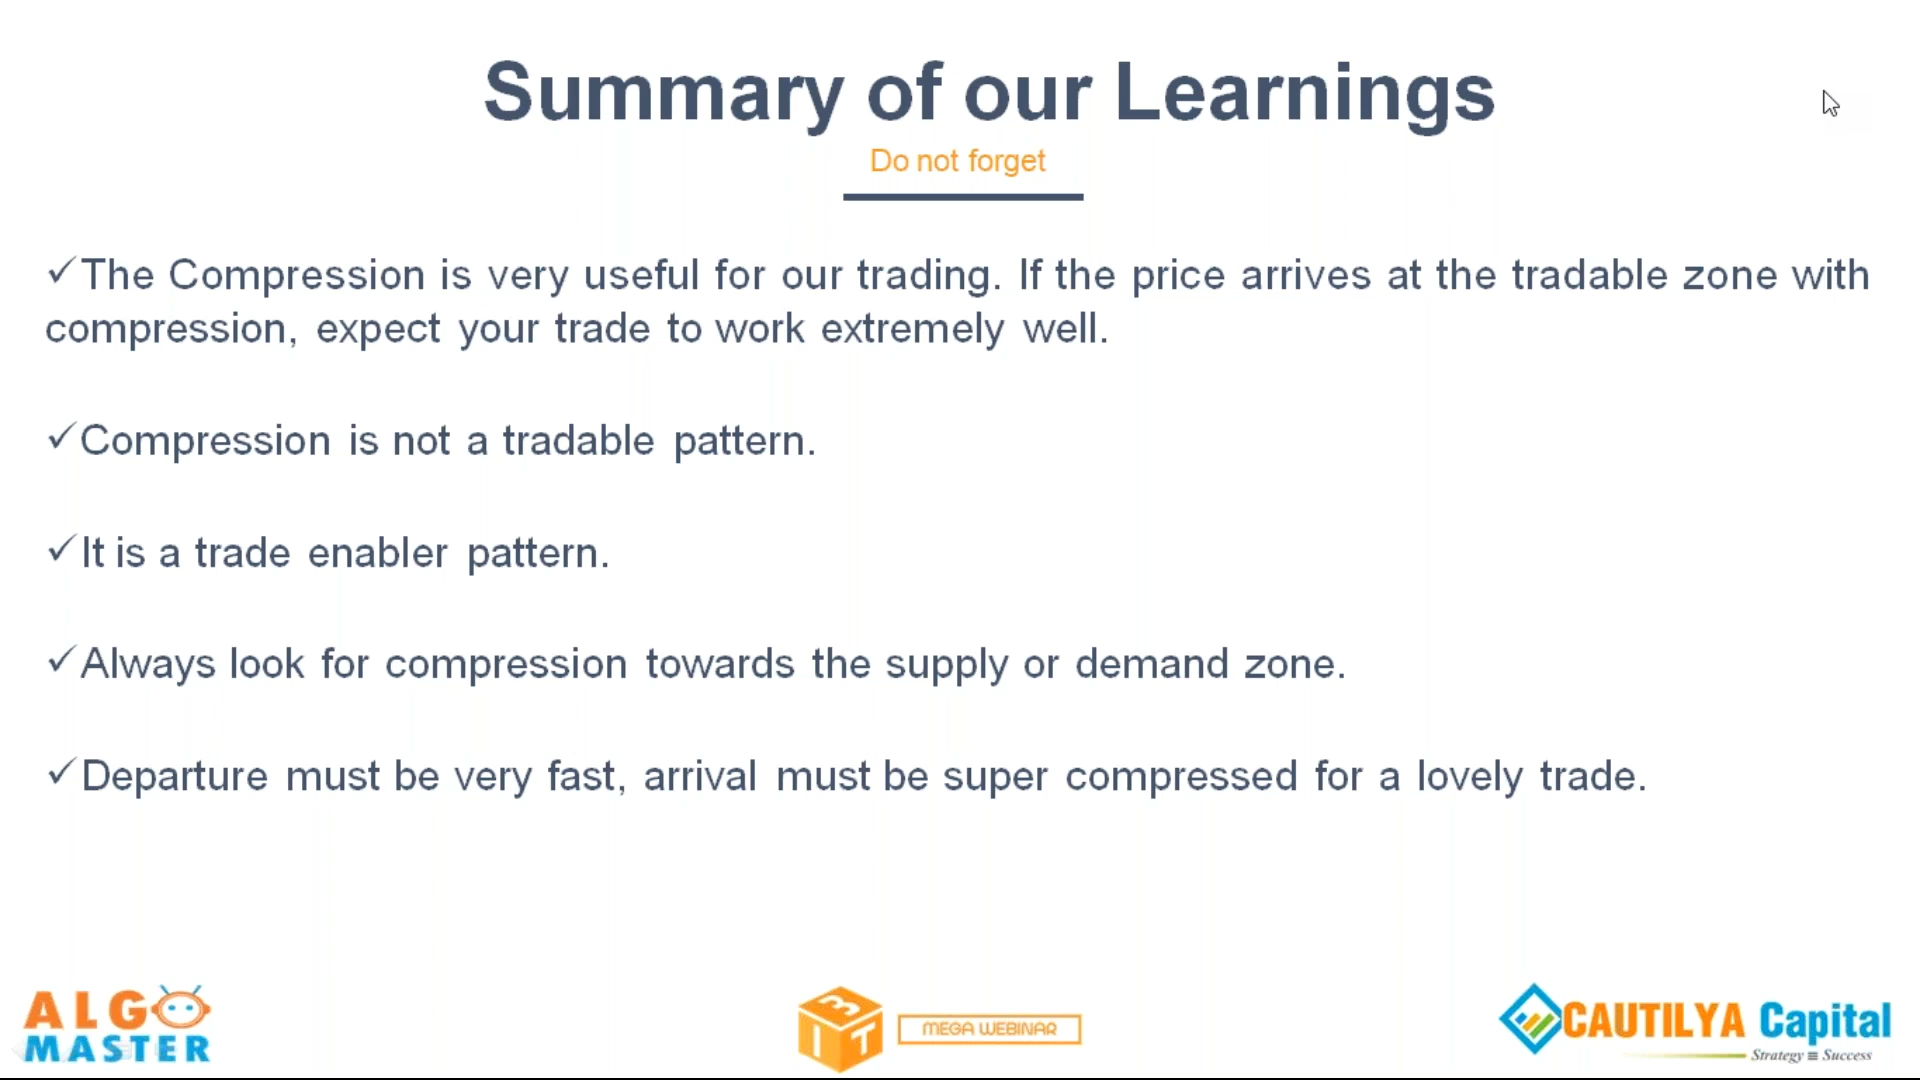 Summary of our Learnings
Do not forget
✓The Compression is very useful for our trading. If the price arrives at the tradable zone with
compression, expect your trade to work extremely well.
✓Compression is not a tradable pattern.
✓It is a trade enabler pattern.
✓Always look for compression towards the supply or demand zone.
✓Departure must be very fast, arrival must be super compressed for a lovely trade.
ALGO
MASTER
3
IT
MEGA WEBINAR
CAUTILYA Capital
Strategy ≡ Success